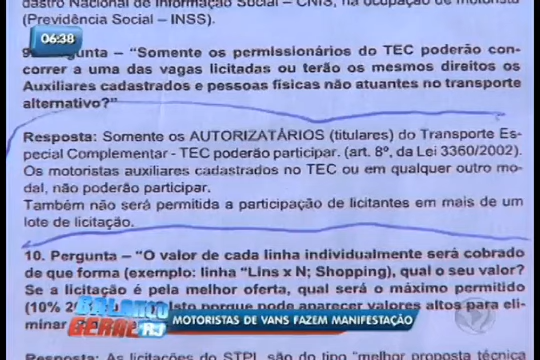 dastro Nacional de Informação Social – CNIS, na ocupação de motorista
(Previdência Social – INSS).
06:38
9. Pergunta – “Somente os permissionários do TEC poderão con-
correr a uma das vagas licitadas ou terão os mesmos direitos os
Auxiliares cadastrados e pessoas físicas não atuantes no transporte
alternativo?”
Resposta: Somente os AUTORIZATÁRIOS (titulares) do Transporte Es-
pecial Complementar - TEC poderão participar. (art. 8º, da Lei 3360/2002).
Os motoristas auxiliares cadastrados no TEC ou em qualquer outro mo-
dal, não poderão participar.
Também não será permitida a participação de licitantes em mais de um
lote de licitação.
10. Pergunta – “O valor de cada linha individualmente será cobrado
de que forma (exemplo: linha “Lins x N; Shopping), qual o seu valor?
Se a licitação é pela melhor oferta, qual será o máximo permitido
(10% 2 Isto porque pode aparecer valores altos para eli-
minar
BALANÇO
GERAL RJ
MOTORISTAS DE VANS FAZEM MANIFESTAÇÃO
Resposta: As licitações do STPL são do tipo “melhor proposta técnica